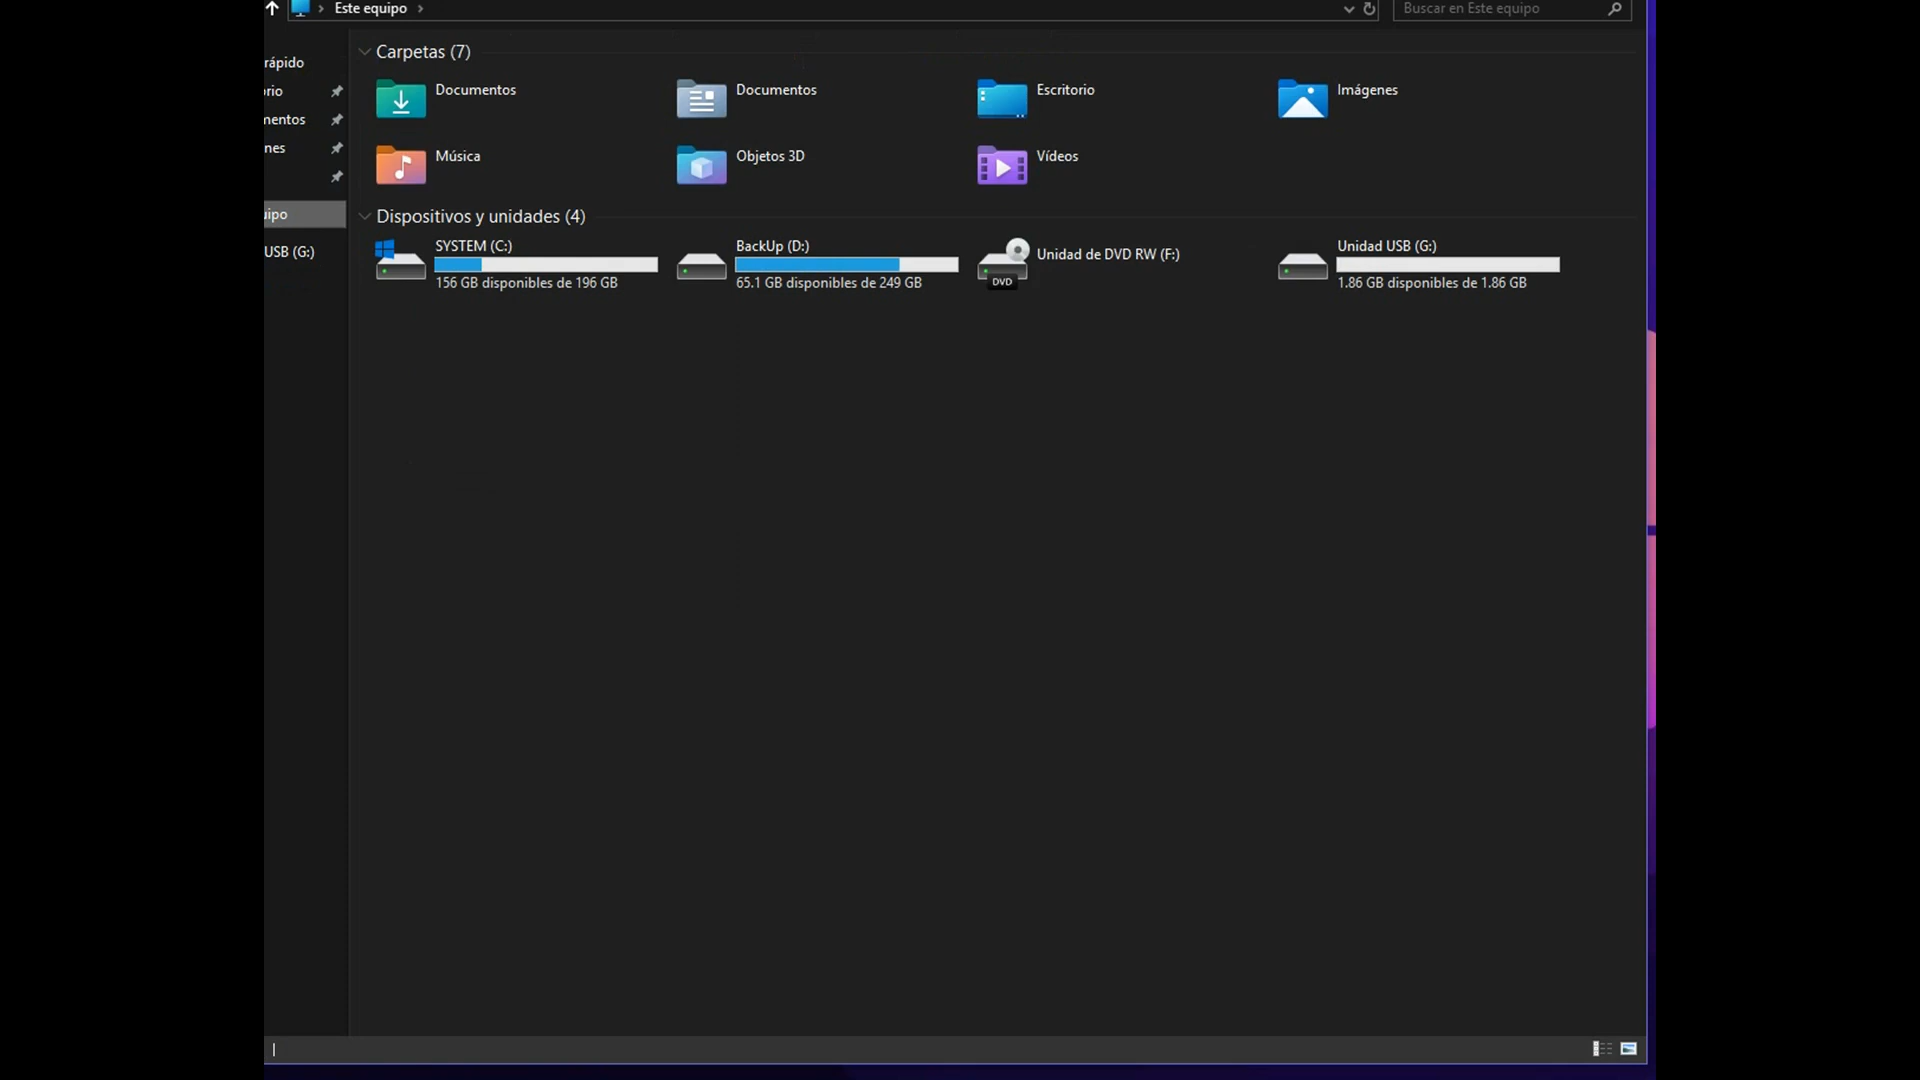 Este equipo
Buscar en Este equipo
rápido
rio
mentos
nes
uipo
USB (G:)
Carpetas (7)
Documentos
Documentos
Escritorio
Imágenes
Música
Objetos 3D
Vídeos
Dispositivos y unidades (4)
SYSTEM (C:)
156 GB disponibles de 196 GB
BackUp (D:)
65.1 GB disponibles de 249 GB
Unidad de DVD RW (F:)
DVD
Unidad USB (G:)
1.86 GB disponibles de 1.86 GB